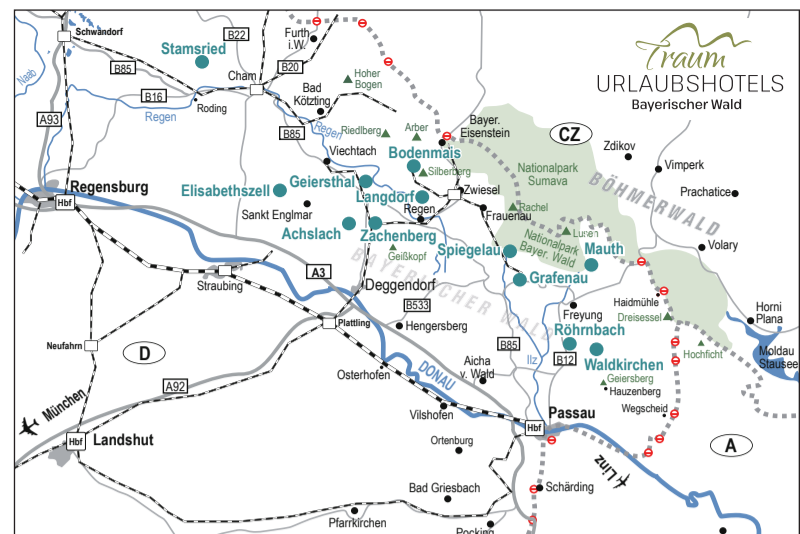 Traum
URLAUBSHOTELS
Bayerischer Wald
Schwandorf
Stamsried
B22
Furth
i.W.
B85
B20
Cham
Hoher
Bogen
Naab
B16
Roding
Bad
Kötzting
A93
Regen
B85
Regen
Riedlberg
Arber
Bayer.
Eisenstein
CZ
Zdikov
Viechtach
Bodenmais
Silberberg
Nationalpark
Sumava
Vimperk
BÖHMERWALD
Prachatice
Regensburg
Hbf
Elisabethszell
Geiersthal
Langdorf
Zwiesel
Sankt Englmar
Regen
Frauenau
Rachel
Achslach
Zachenberg
Lusen
Volary
Geißkopf
Spiegelau
Nationalpark
Bayer. Wald
Mauth
BAYERISCHER WALD
A3
Straubing
Deggendorf
Grafenau
Haidmühle
B533
Freyung
Dreisessel
Horni
Plana
Plattling
Hengersberg
Röhrnbach
Neufahrn
D
B85
Ilz
B12
Waldkirchen
Hochficht
Moldau
Stausee
Osterhofen
DONAU
Aicha
v. Wald
Geiersberg
Hauzenberg
A92
München
Vilshofen
Wegscheid
Passau
Hbf
Landshut
Hbf
Ortenburg
A
Linz
Bad Griesbach
Schärding
Pfarrkirchen
Pocking